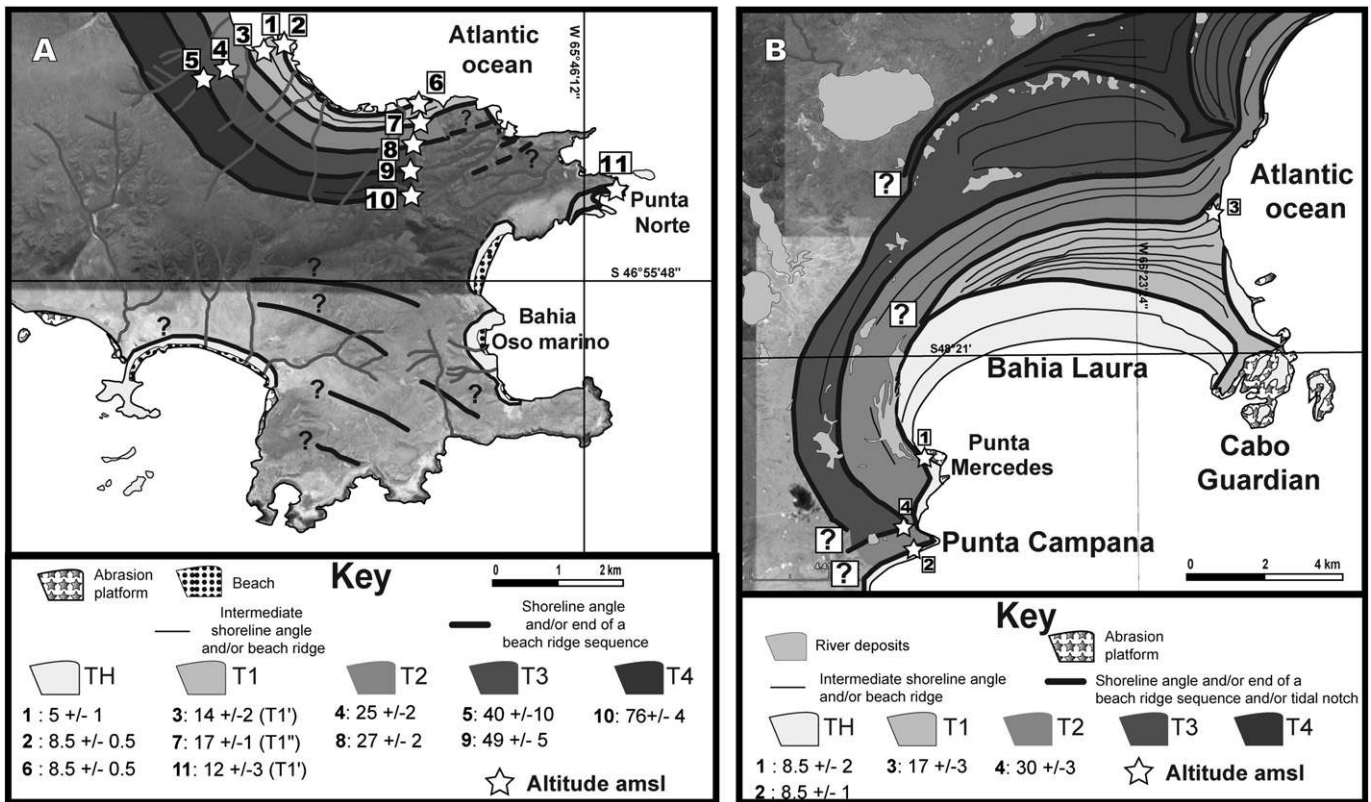 A
1
2
3
4
5
6
7
8
9
10
11
Atlantic
ocean
W 65°46'12"
?
?
Punta
Norte
S 46°55'48"
?
?
?
?
?
?
Bahia
Oso marino
Key
Abrasion
platform
Beach
0 1 2 km
Intermediate
shoreline angle
and/or beach ridge
Shoreline angle
and/or end of a
beach ridge sequence
TH
T1
T2
T3
T4
1 : 5 +/- 1
2 : 8.5 +/- 0.5
6 : 8.5 +/- 0.5
3: 14 +/-2 (T1')
7: 17 +/-1 (T1")
11: 12 +/-3 (T1')
4: 25 +/-2
8: 27 +/- 2
5: 40 +/-10
9: 49 +/- 5
10: 76+/- 4
Altitude amsl
B
?
Atlantic
ocean
3
?
S48°21'
Bahia Laura
1
Punta
Mercedes
Cabo
Guardian
4
?
Punta Campana
?
2
0 2 4 km
Key
River deposits
Abrasion
platform
Intermediate shoreline angle
and/or beach ridge
Shoreline angle and/or end of a
beach ridge sequence and/or tidal notch
TH
T1
T2
T3
T4
1 : 8.5 +/- 2
2 : 8.5 +/- 1
3: 17 +/-3
4: 30 +/-3
Altitude amsl